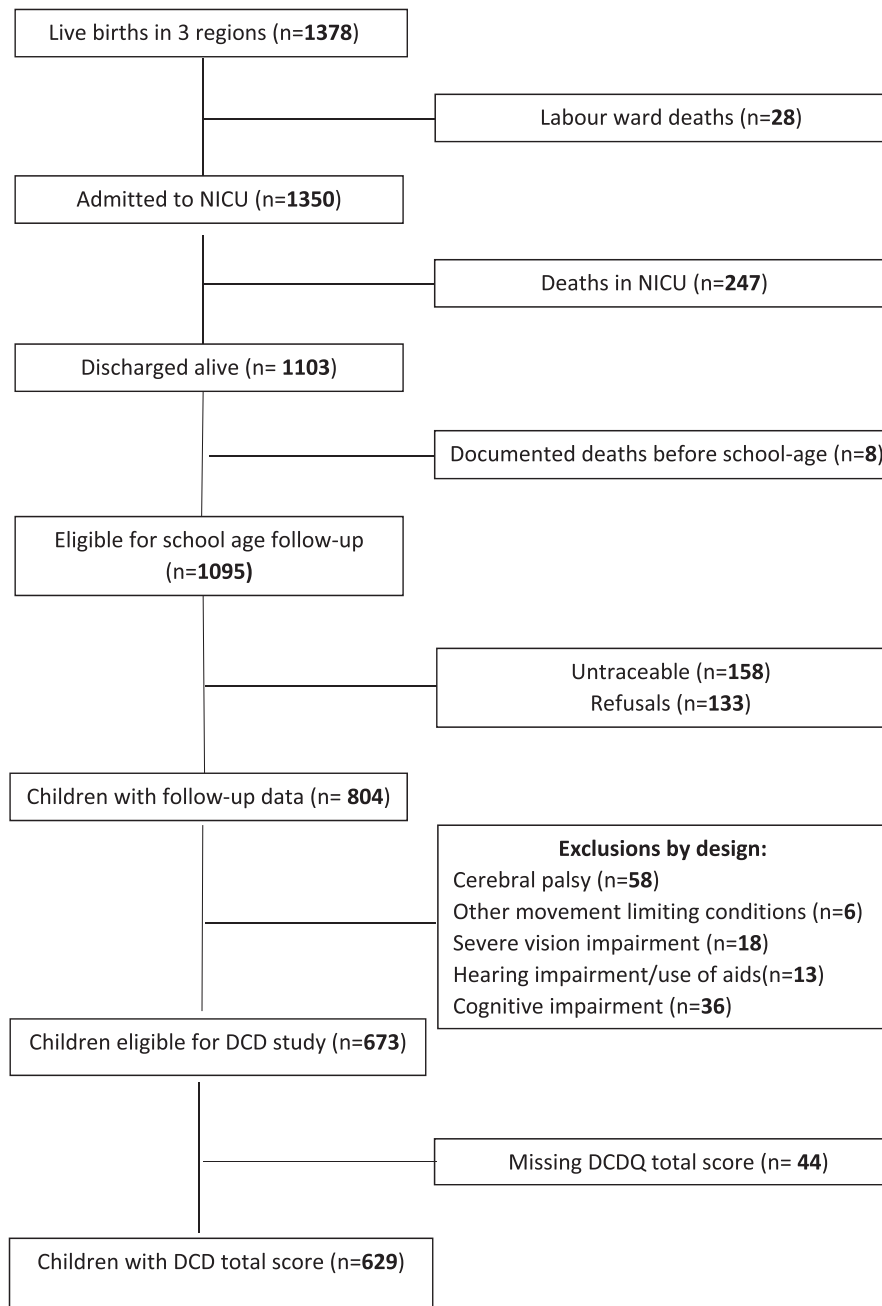 Live births in 3 regions (n=1378)
Labour ward deaths (n=28)
Admitted to NICU (n=1350)
Deaths in NICU (n=247)
Discharged alive (n= 1103)
Documented deaths before school-age (n=8)
Eligible for school age follow-up
(n=1095)
Untraceable (n=158)
Refusals (n=133)
Children with follow-up data (n= 804)
Exclusions by design:
Cerebral palsy (n=58)
Other movement limiting conditions (n=6)
Severe vision impairment (n=18)
Hearing impairment/use of aids(n=13)
Cognitive impairment (n=36)
Children eligible for DCD study (n=673)
Missing DCDQ total score (n= 44)
Children with DCD total score (n=629)